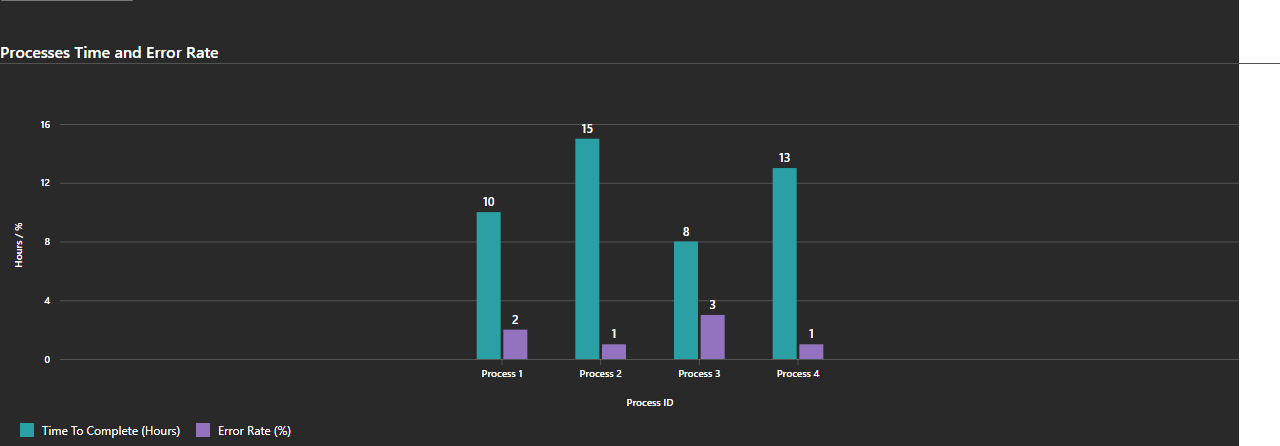 Processes Time and Error Rate
16
12
8
4
0
Hours / %
10
2
15
1
8
3
13
1
Process 1
Process 2
Process 3
Process 4
Process ID
Time To Complete (Hours)
Error Rate (%)